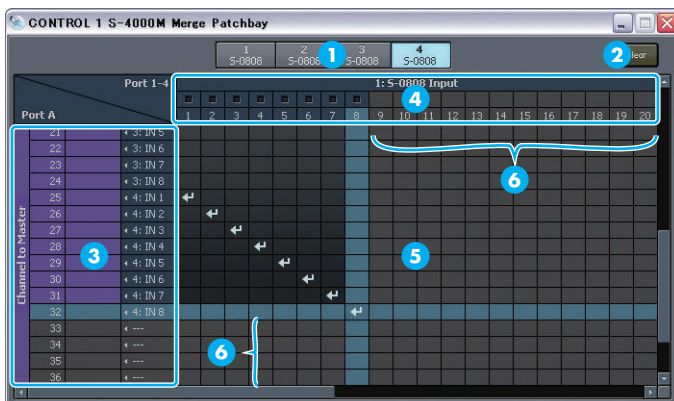 CONTROL 1 S-4000M Merge Patchbay
1 2 3 4
S-0808 S-0808 S-0808 S-0808
1 2 lear
Port 1-4 1: S-0808 Input
4
Port A 1 2 3 4 5 6 7 8 9 10 11 12 13 14 15 16 17 18 19 20
Channel to Master
21 3: IN 5
22 3: IN 6
23 3: IN 7
24 3: IN 8
25 4: IN 1
26 4: IN 2
27 4: IN 3
28 4: IN 4
29 4: IN 5
30 4: IN 6
31 4: IN 7
32 4: IN 8
33 ---
34 ---
35 ---
36 ---
3
5
6
6